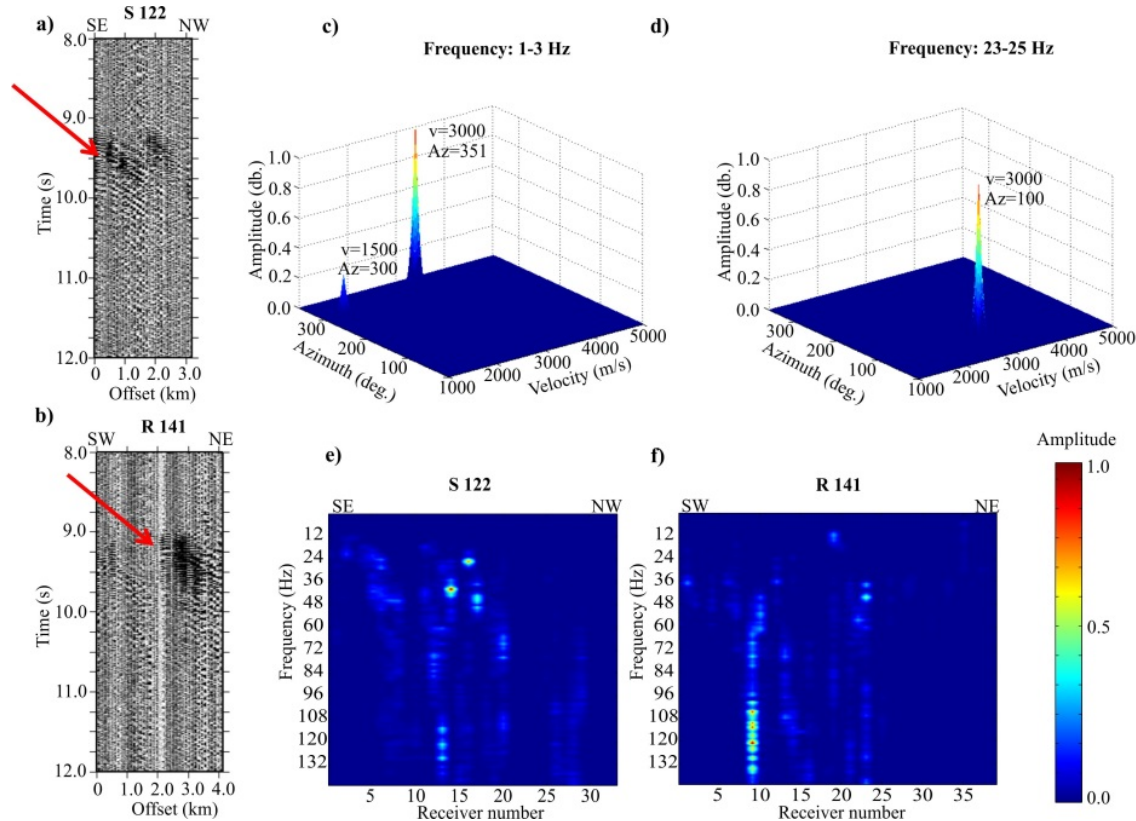 a)
S 122
SE
NW
8.0
9.0
10.0
11.0
12.0
Time (s)
0
1.0
2.0
3.0
Offset (km)
b)
R 141
SW
NE
8.0
9.0
10.0
11.0
12.0
Time (s)
0
1.0
2.0
3.0
4.0
Offset (km)
c)
Frequency: 1-3 Hz
v=3000
Az=351
v=1500
Az=300
1.0
0.8
0.6
0.4
0.2
0.0
Amplitude (db.)
300
200
100
Azimuth (deg.)
1000
2000
3000
4000
5000
Velocity (m/s)
d)
Frequency: 23-25 Hz
v=3000
Az=100
1.0
0.8
0.6
0.4
0.2
0.0
Amplitude (db.)
300
200
100
Azimuth (deg.)
1000
2000
3000
4000
5000
Velocity (m/s)
e)
S 122
SE
NW
12
24
36
48
60
72
84
96
108
120
132
Frequency (Hz)
5
10
15
20
25
30
Receiver number
f)
R 141
SW
NE
12
24
36
48
60
72
84
96
108
120
132
Frequency (Hz)
5
10
15
20
25
30
35
Receiver number
Amplitude
1.0
0.5
0.0